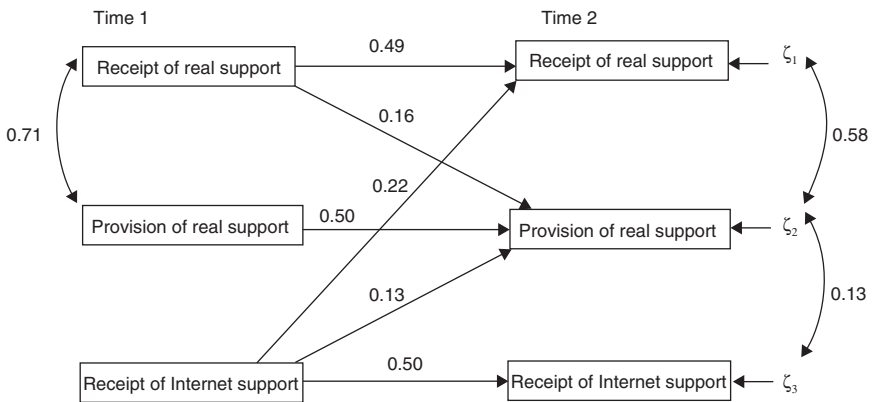 Time 1
Time 2
0.49
Receipt of real support
Receipt of real support
ζ1
0.16
0.71
0.58
0.22
Provision of real support
0.50
Provision of real support
ζ2
0.13
0.13
0.50
Receipt of Internet support
Receipt of Internet support
ζ3